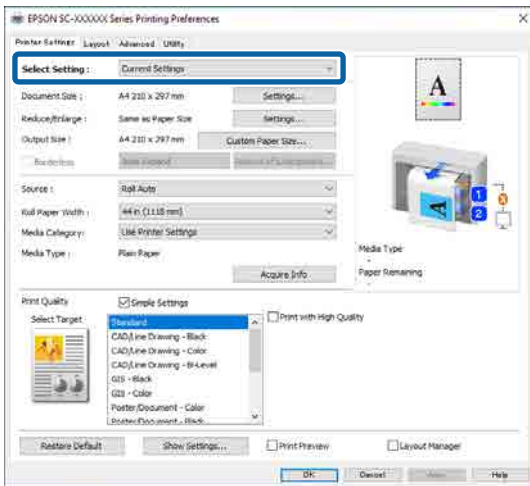 EPSON SC-XXXXXX Series Printing Preferences
Printer Settings Layout Advanced Utility
Select Setting : Current Settings
Document Size : A4 210 x 297 mm Settings...
Reduce/Enlarge : Same as Paper Size Settings...
Output Size : A4 210 x 297 mm Custom Paper Size...
Borderless
Source : Roll Auto
Roll Paper Width : 44 in (1118 mm)
Media Category: Use Printer Settings
Media Type : Plain Paper
Acquire Info
A
A
1
2
Media Type
-
Paper Remaining
-
Print Quality Simple Settings
Select Target
Standard
CAD/Line Drawing - Black
CAD/Line Drawing - Color
CAD/Line Drawing - Bi-Level
GIS - Black
GIS - Color
Poster/Document - Color
Poster/Document - Black
Print with High Quality
Restore Default Show Settings... Print Preview Layout Manager
OK Cancel Help